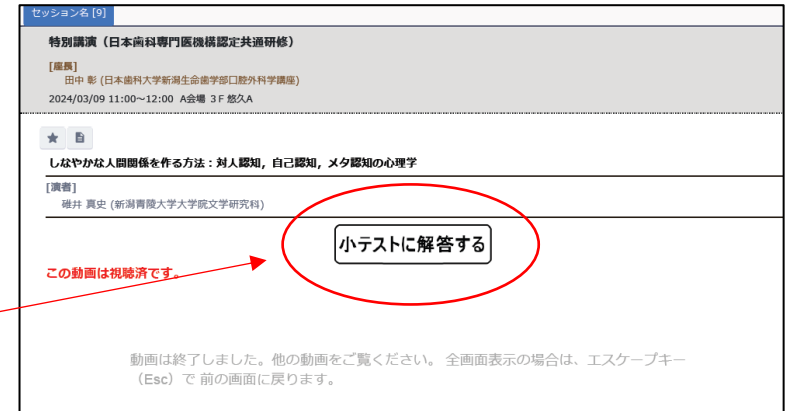 セッション名 [9]
特別講演（日本歯科専門医機構認定共通研修）
[座長]
田中 彰 (日本歯科大学新潟生命歯学部口腔外科学講座)
2024/03/09 11:00～12:00 A会場 3Ｆ 悠久A
しなやかな人間関係を作る方法：対人認知，自己認知，メタ認知の心理学
[演者]
碓井 真史 (新潟青陵大学大学院文学研究科)
小テストに解答する
この動画は視聴済です。
動画は終了しました。他の動画をご覧ください。 全画面表示の場合は、エスケープキー
（Esc）で 前の画面に戻ります。